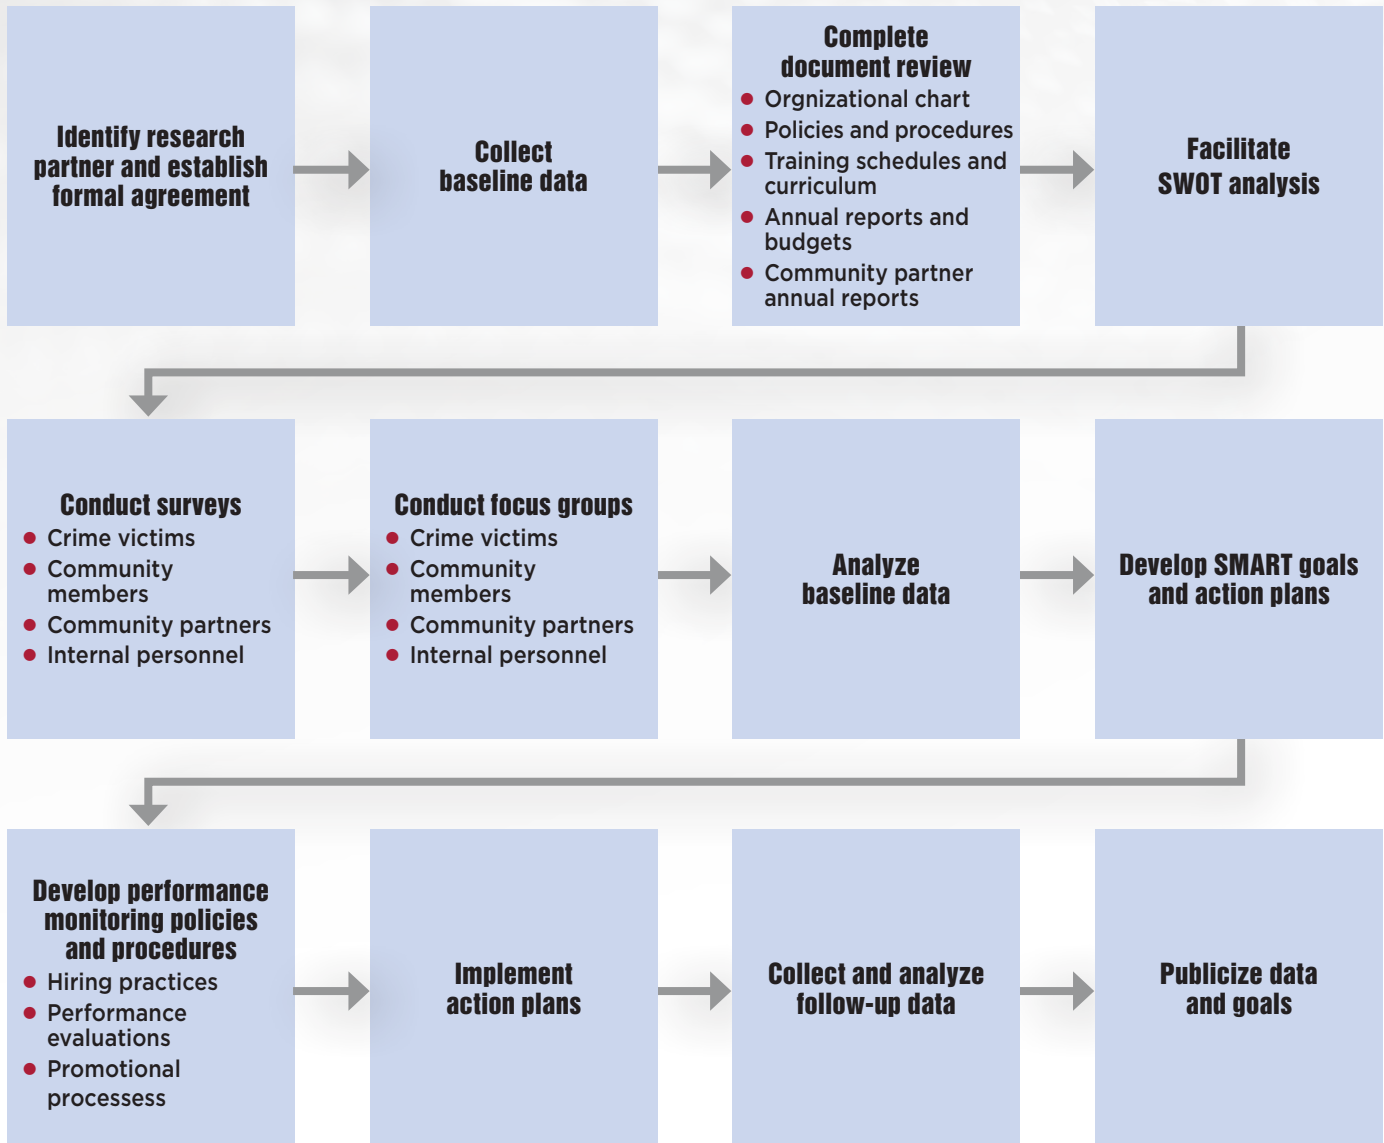 Identify research
partner and establish
formal agreement
Collect
baseline data
Complete
document review
Orgnizational chart
Policies and procedures
Training schedules and
curriculum
Annual reports and
budgets
Community partner
annual reports
Facilitate
SWOT analysis
Conduct surveys
Crime victims
Community
members
Community partners
Internal personnel
Conduct focus groups
Crime victims
Community
members
Community partners
Internal personnel
Analyze
baseline data
Develop SMART goals
and action plans
Develop performance
monitoring policies
and procedures
Hiring practices
Performance
evaluations
Promotional
processess
Implement
action plans
Collect and analyze
follow-up data
Publicize data
and goals